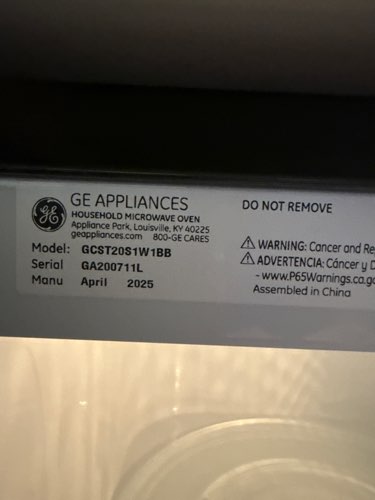 GE APPLIANCES
HOUSEHOLD MICROWAVE OVEN
Appliance Park, Louisville, KY 40225
geappliances.com 800-GE CARES
Model: GCST20S1W1BB
Serial GA200711L
Manu April 2025
DO NOT REMOVE
WARNING: Cancer and Re
ADVERTENCIA: Cáncer y D
- www.P65Warnings.ca.go
Assembled in China